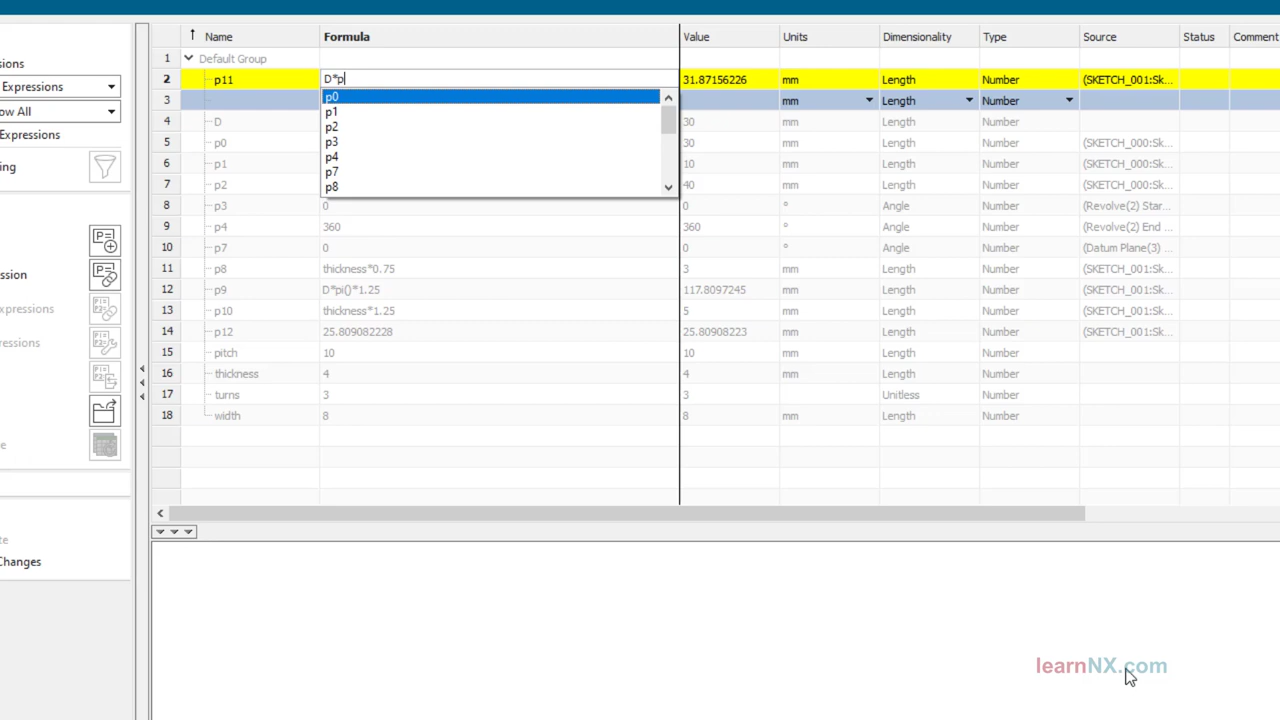 ↑ Name Formula Value Units Dimensionality Type Source Status Comment
sions
1 Default Group
2 p11 D*p 31.87156226 mm Length Number (SKETCH_001:Sk...
Expressions
p0
3 mm Length Number
ow All
p1
4 D 30 mm Length Number
p2
Expressions
p3
5 p0 30 mm Length Number (SKETCH_000:Sk...
p4
6 p1 10 mm Length Number (SKETCH_000:Sk...
ing
p7
7 p2 40 mm Length Number (SKETCH_000:Sk...
p8
8 p3 0 0 ° Angle Number (Revolve(2) Star...
9 p4 360 360 ° Angle Number (Revolve(2) End ...
10 p7 0 0 ° Angle Number (Datum Plane(3) ...
11 p8 thickness*0.75 3 mm Length Number (SKETCH_001:Sk...
ssion
12 p9 D*pi()*1.25 117.8097245 mm Length Number (SKETCH_001:Sk...
xpressions
13 p10 thickness*1.25 5 mm Length Number (SKETCH_001:Sk...
14 p12 25.809082228 25.80908223 mm Length Number (SKETCH_001:Sk...
ressions
15 pitch 10 10 mm Length Number
16 thickness 4 4 mm Length Number
17 turns 3 3 Unitless Number
18 width 8 8 mm Length Number
e
te
Changes
learnNX.com